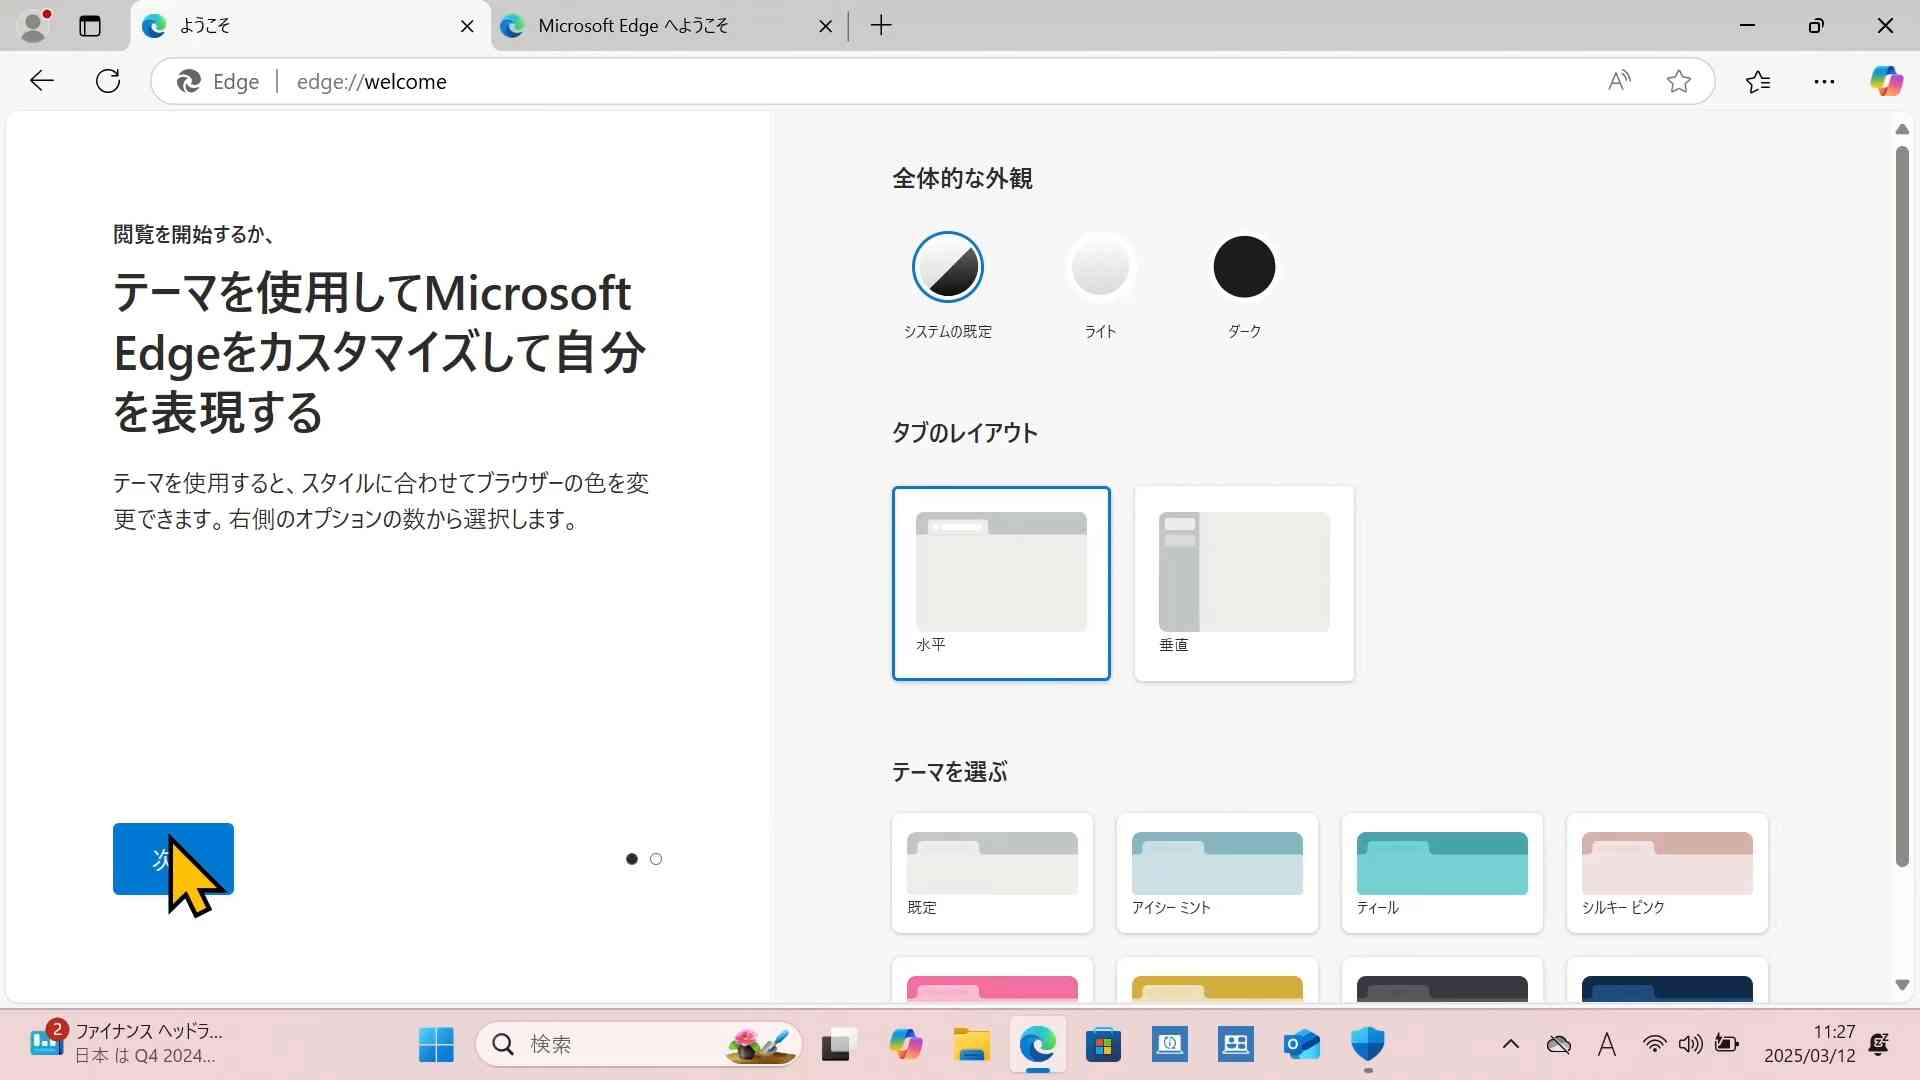 ようこそ
Microsoft Edge へようこそ
Edge
edge://welcome
閲覧を開始するか、
テーマを使用してMicrosoft
Edgeをカスタマイズして自分
を表現する
テーマを使用すると、スタイルに合わせてブラウザーの色を変
更できます。右側のオプションの数から選択します。
全体的な外観
システムの既定
ライト
ダーク
タブのレイアウト
水平
垂直
テーマを選ぶ
既定
アイシー ミント
ティール
シルキー ピンク
2
ファイナンス ヘッドラ...
日本 は Q4 2024...
検索
A
11:27
2025/03/12